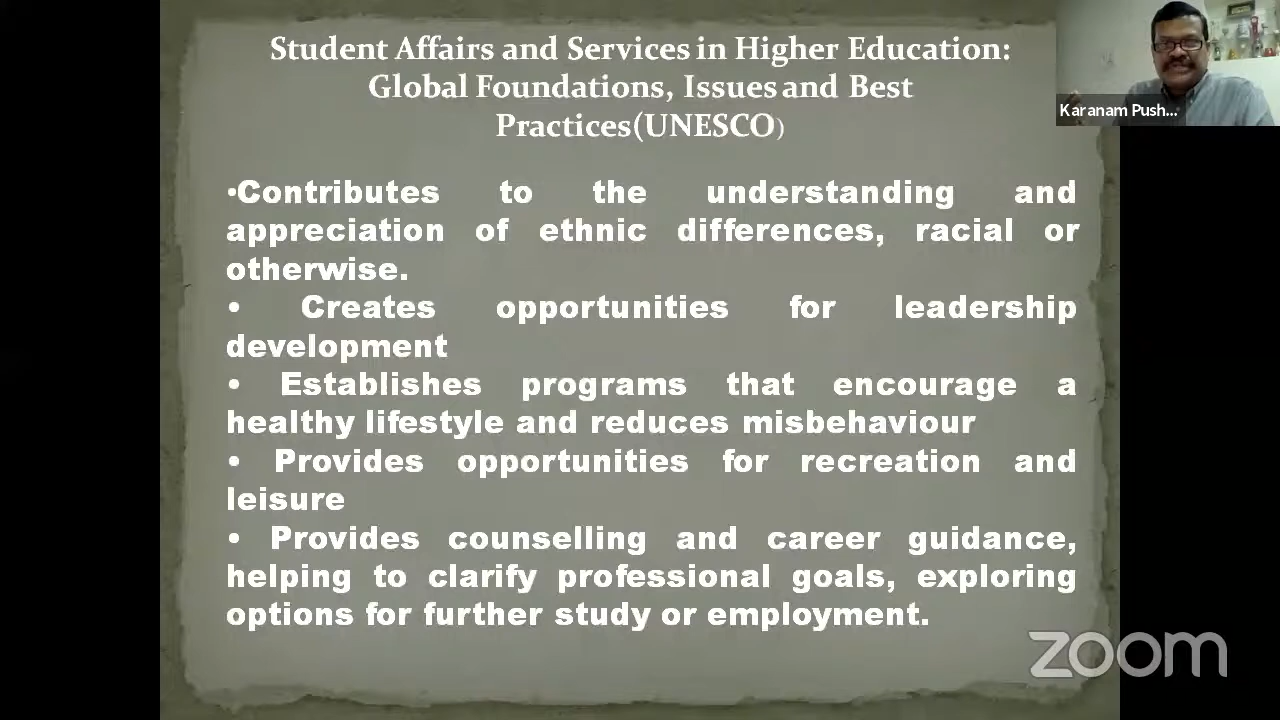 Student Affairs and Services in Higher Education:
Global Foundations, Issues and Best
Practices(UNESCO)
Karanam Push...
•Contributes to the understanding and
appreciation of ethnic differences, racial or
otherwise.
• Creates opportunities for leadership
development
• Establishes programs that encourage a
healthy lifestyle and reduces misbehaviour
• Provides opportunities for recreation and
leisure
• Provides counselling and career guidance,
helping to clarify professional goals, exploring
options for further study or employment.
zoom